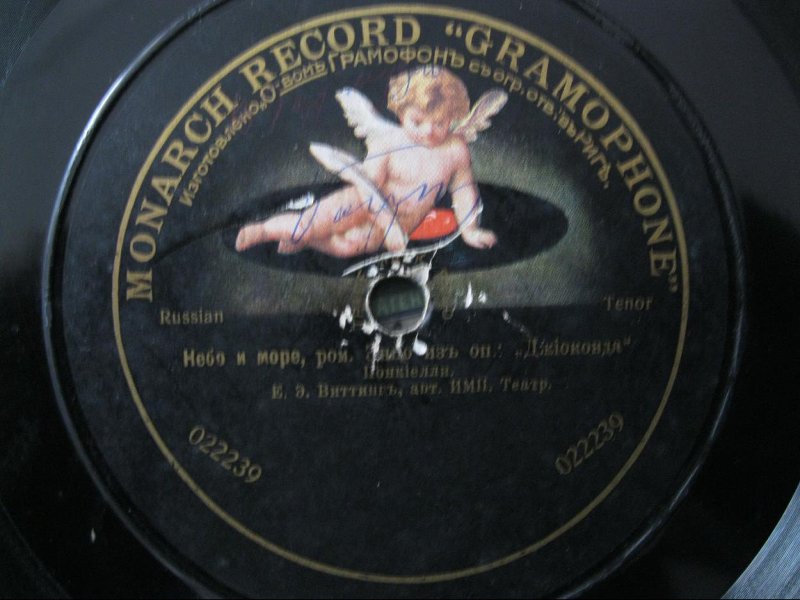 MONARCH RECORD "GRAMOPHONE"
Изготовлено „О-вомъ ГРАМОФОНЪ съ огр. отв. въ Ригѣ.
Russian
Tenor
Небо и море, ром. Энцо изъ оп.: „Джіоконда“
Понкіелли.
Е. Э. Виттингъ, арт. ИМП. Театр.
022239
022239